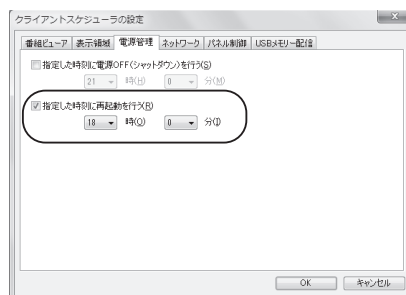 クライアントスケジューラの設定
番組ビューア 表示領域 電源管理 ネットワーク パネル制御 USBメモリー配信
指定した時刻に電源OFF(シャットダウン)を行う(S)
21 時(H) 0 分(M)
指定した時刻に再起動を行う(R)
18 時(O) 0 分(I)
OK キャンセル